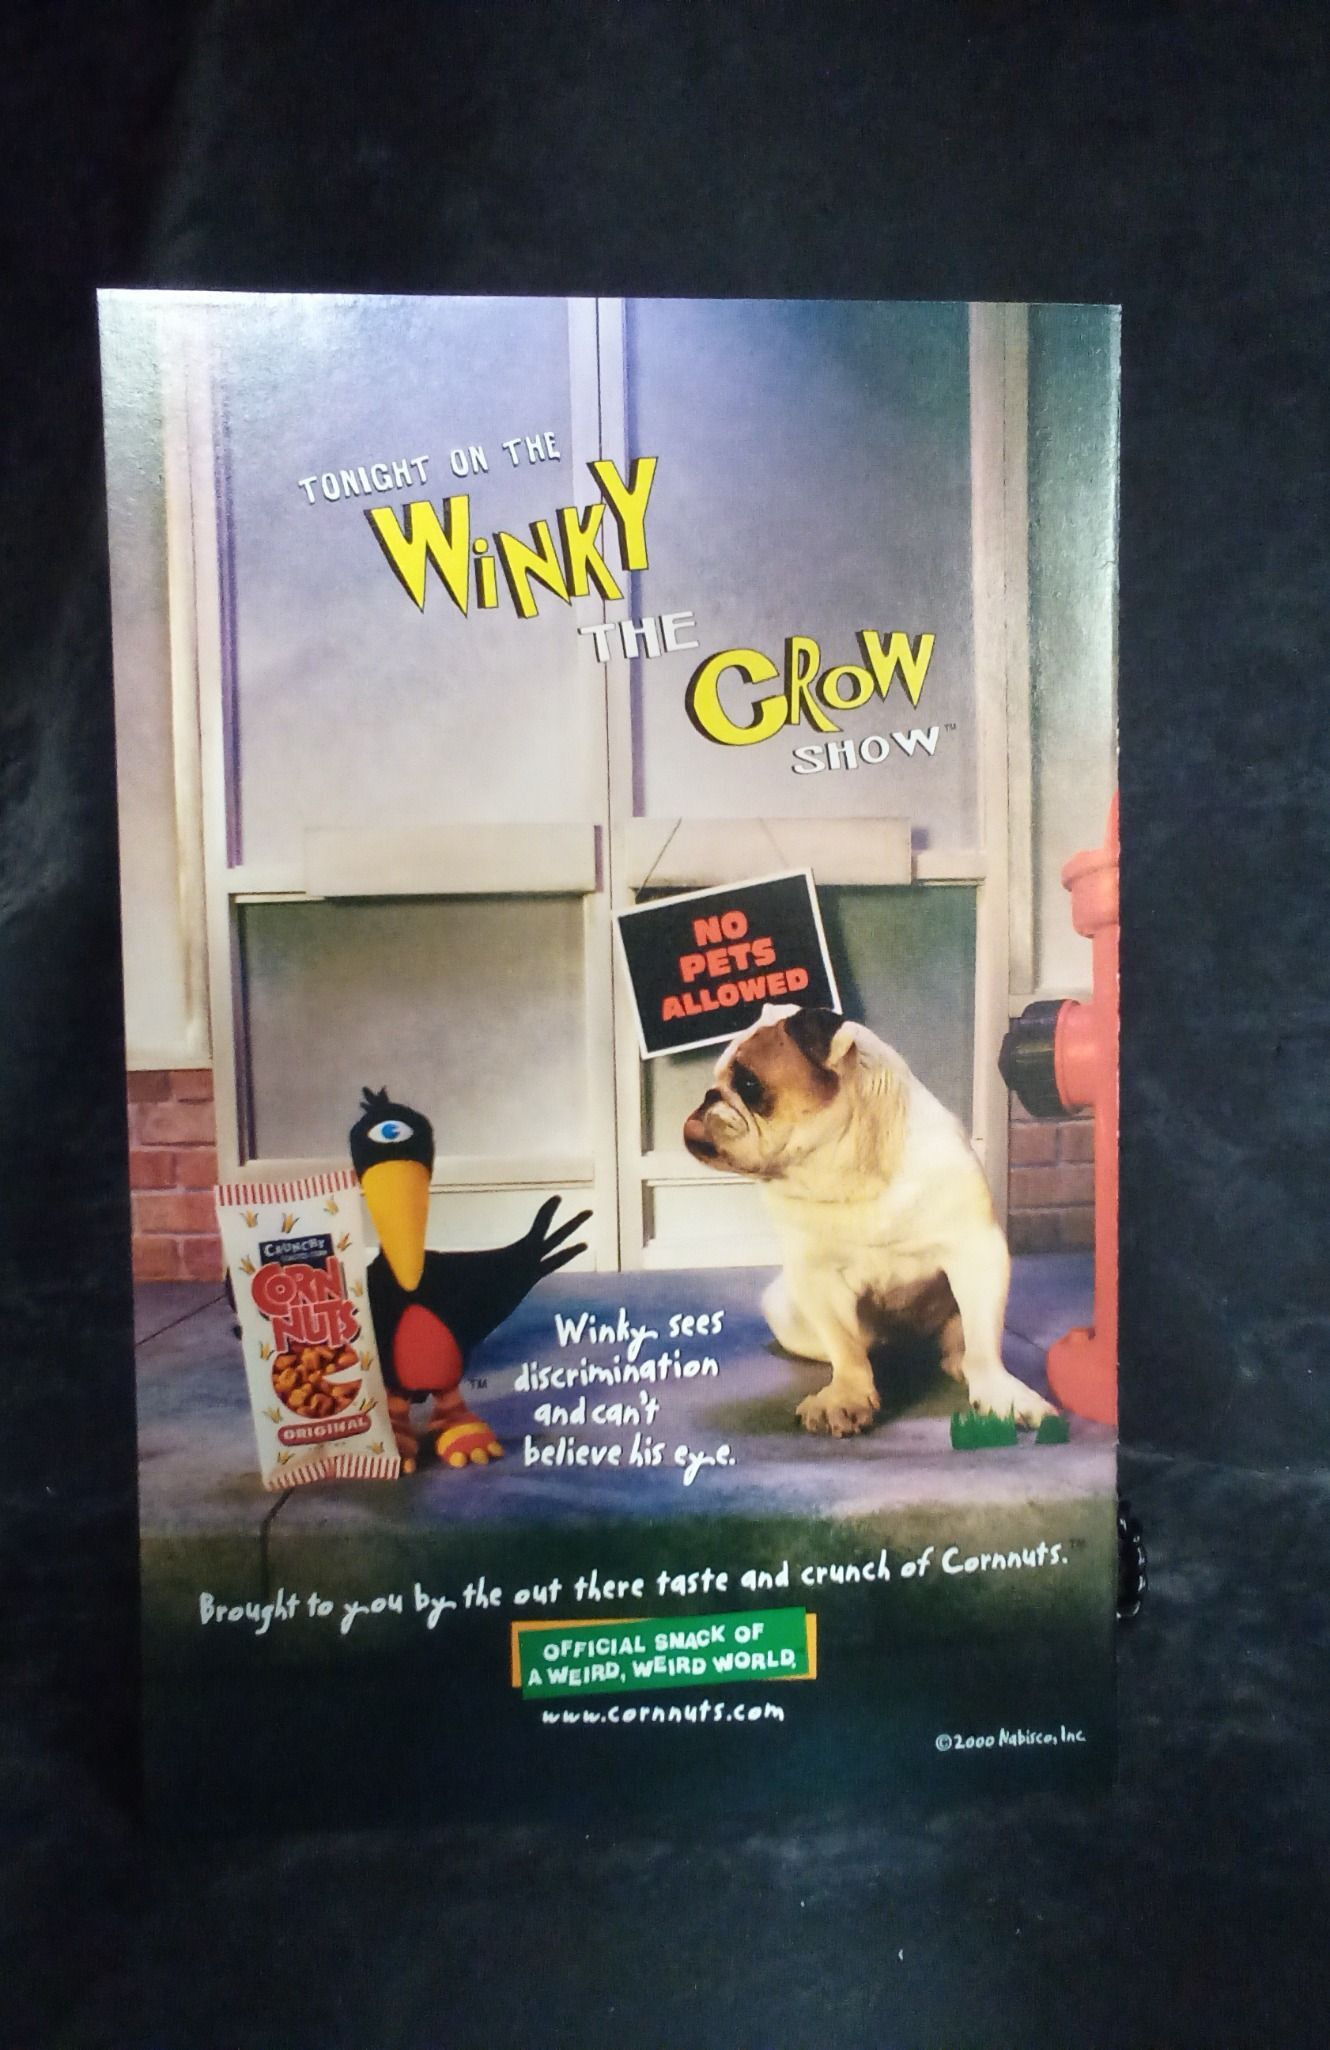 TONIGHT ON THE
WiNKY
THE
CROW
SHOW™
NO
PETS
ALLOWED
CRUNCHY
CORN
NUTS
ORIGINAL
™
Winky sees
discrimination
and can't
believe his eye.
Brought to you by the out there taste and crunch of Cornnuts.™
OFFICIAL SNACK OF
A WEIRD, WEIRD WORLD.
www.cornnuts.com
©2000 Nabisco, Inc